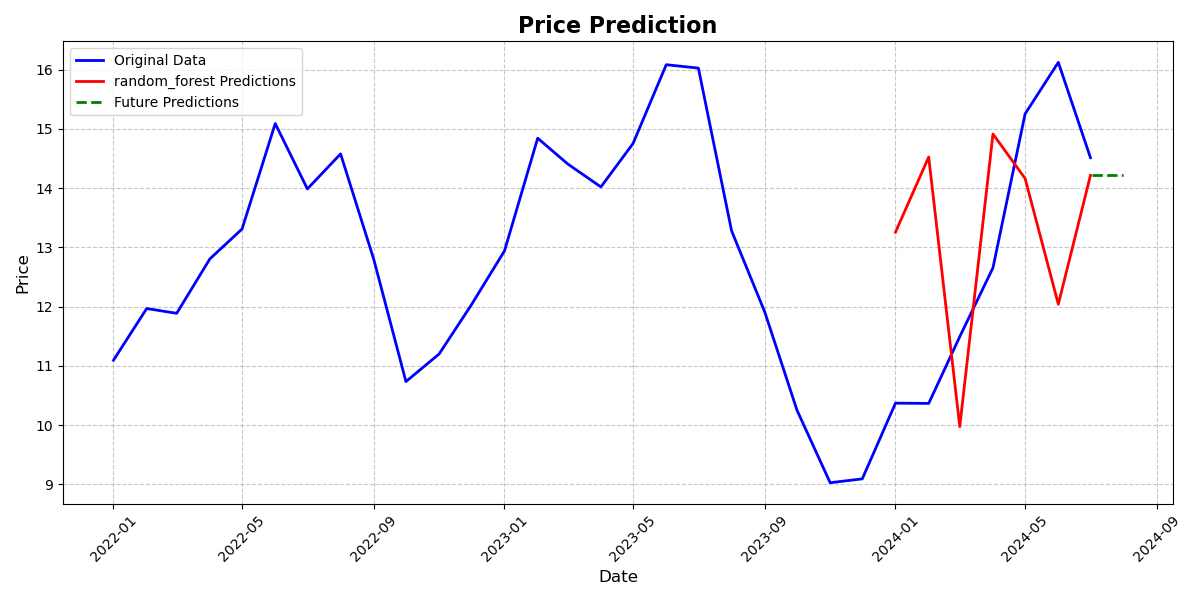 Price Prediction
Original Data
random_forest Predictions
Future Predictions
16
15
14
13
12
11
10
9
Price
2022-01
2022-05
2022-09
2023-01
2023-05
2023-09
2024-01
2024-05
2024-09
Date